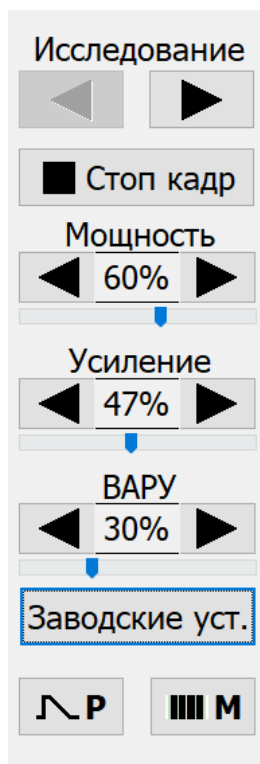 Исследование
Стоп кадр
Мощность
60%
Усиление
47%
ВАРУ
30%
Заводские уст.
P M